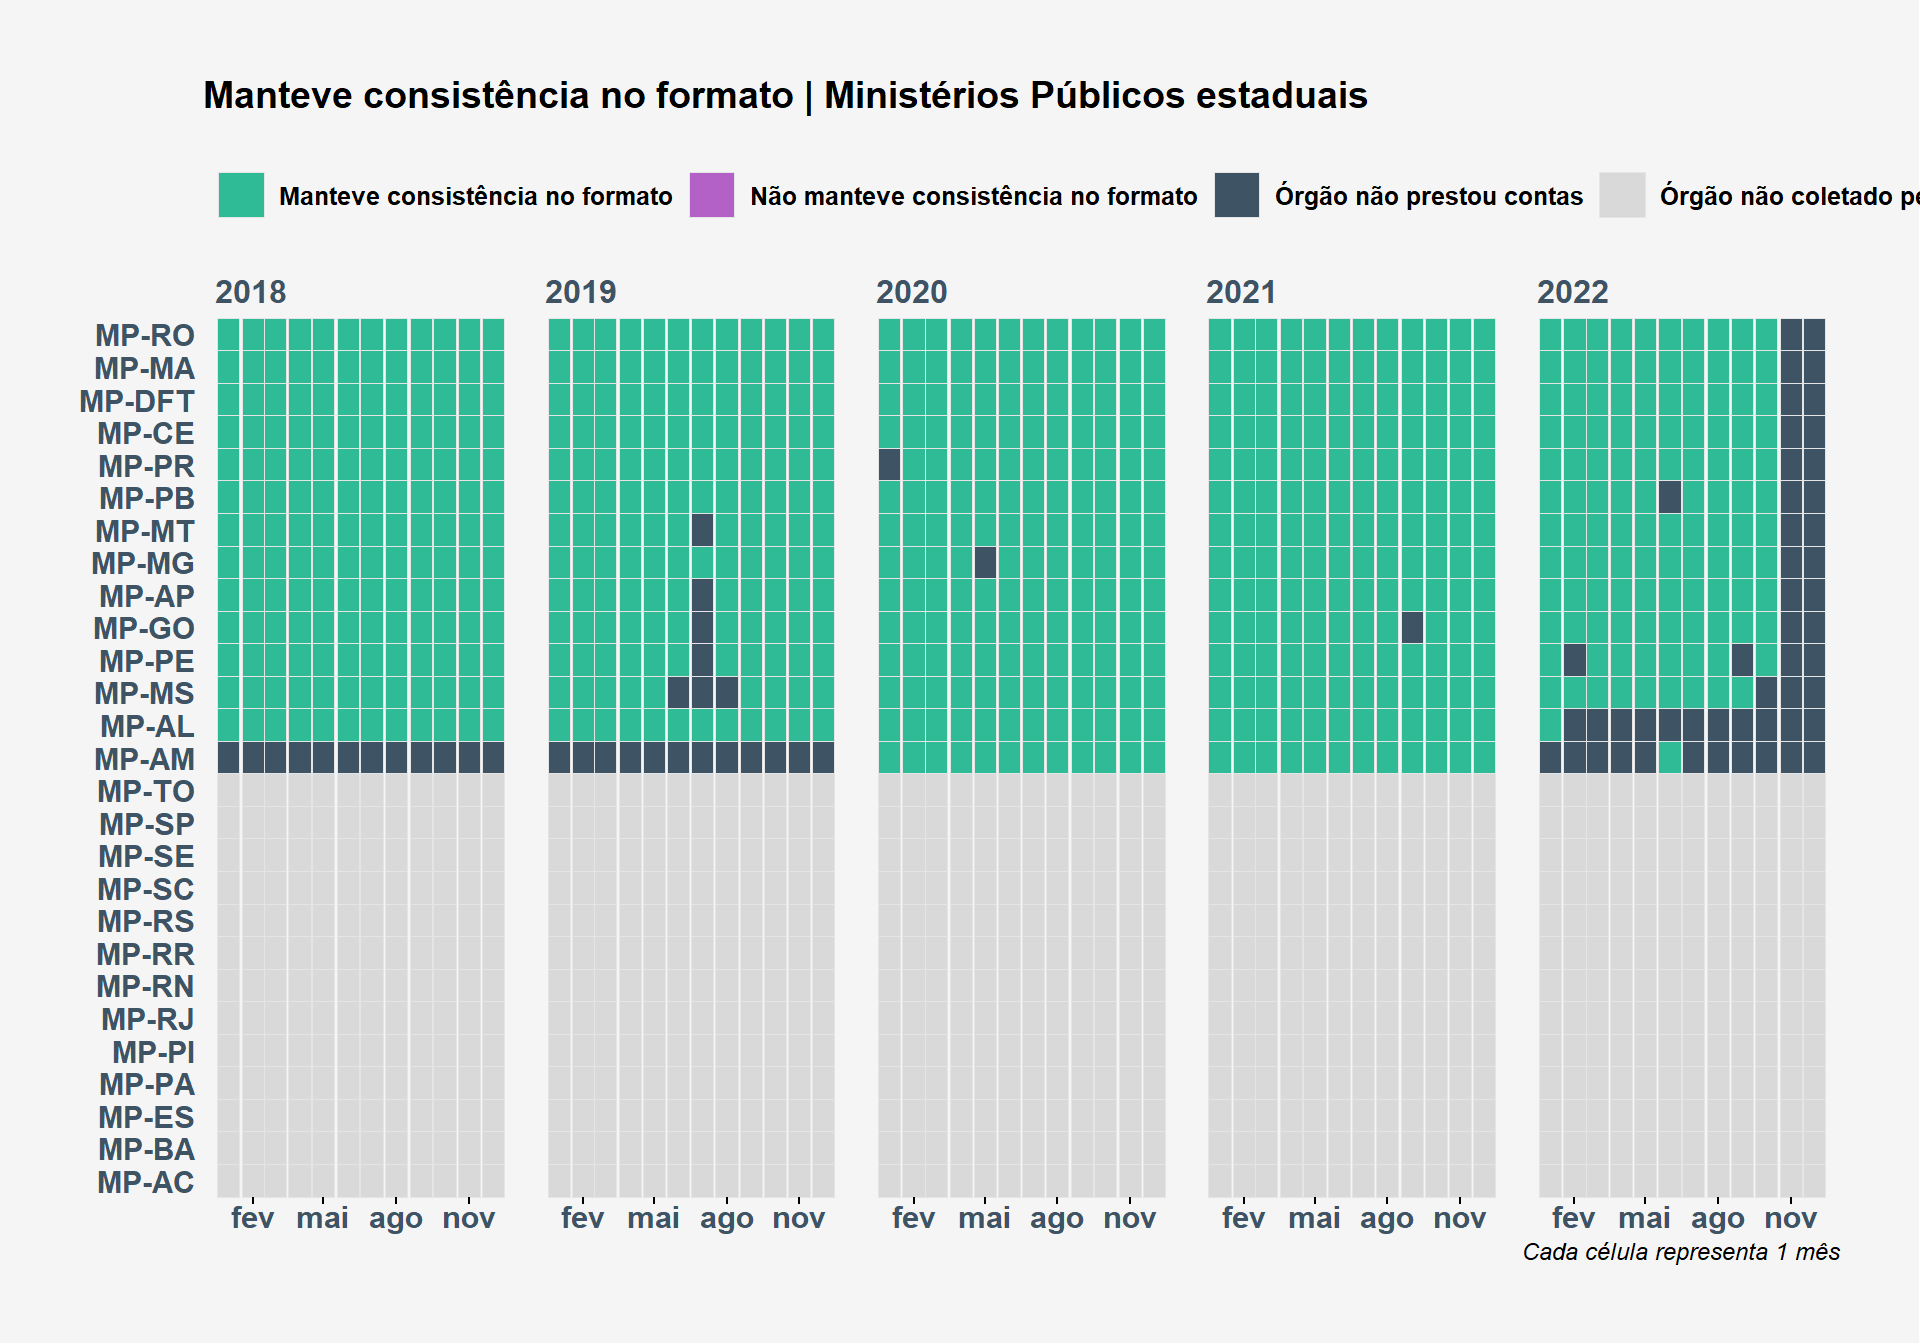 Manteve consistência no formato | Ministérios Públicos estaduais
Manteve consistência no formato Não manteve consistência no formato Órgão não prestou contas Órgão não coletado
2018 2019 2020 2021 2022
MP-RO
MP-MA
MP-DFT
MP-CE
MP-PR
MP-PB
MP-MT
MP-MG
MP-AP
MP-GO
MP-PE
MP-MS
MP-AL
MP-AM
MP-TO
MP-SP
MP-SE
MP-SC
MP-RS
MP-RR
MP-RN
MP-RJ
MP-PI
MP-PA
MP-ES
MP-BA
MP-AC
fev mai ago nov fev mai ago nov fev mai ago nov fev mai ago nov fev mai ago nov
Cada célula representa 1 mês